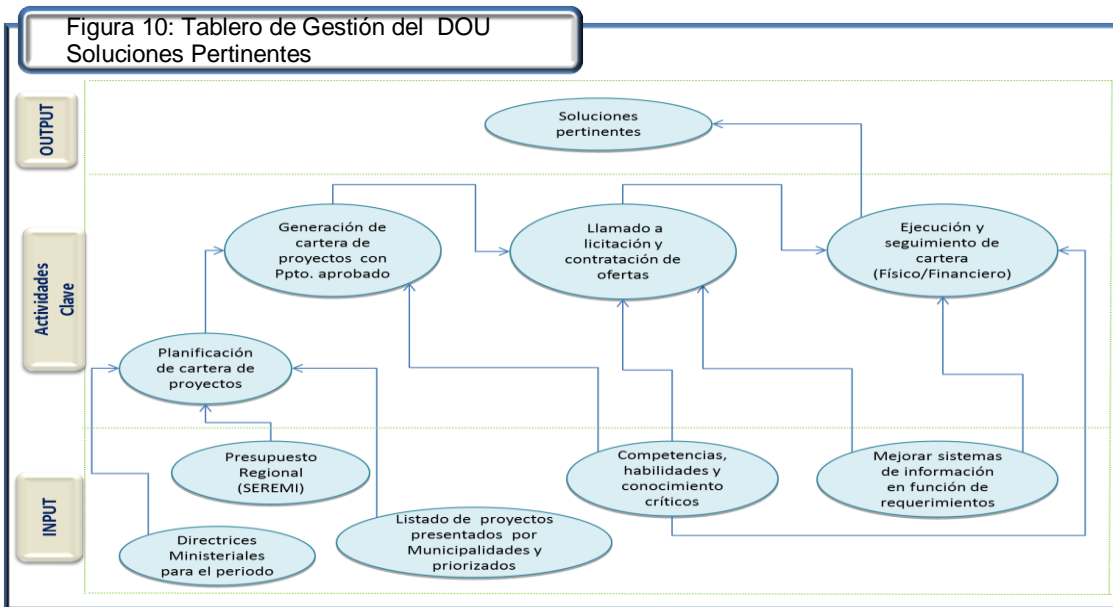 Figura 10: Tablero de Gestión del DOU
Soluciones Pertinentes
OUTPUT
Soluciones
pertinentes
Actividades
Clave
Generación de
cartera de
proyectos con
Ppto. aprobado
Llamado a
licitación y
contratación de
ofertas
Ejecución y
seguimiento de
cartera
(Físico/Financiero)
Planificación
de cartera de
proyectos
INPUT
Presupuesto
Regional
(SEREMI)
Competencias,
habilidades y
conocimiento
críticos
Mejorar sistemas
de información
en función de
requerimientos
Directrices
Ministeriales
para el periodo
Listado de proyectos
presentados por
Municipalidades y
priorizados